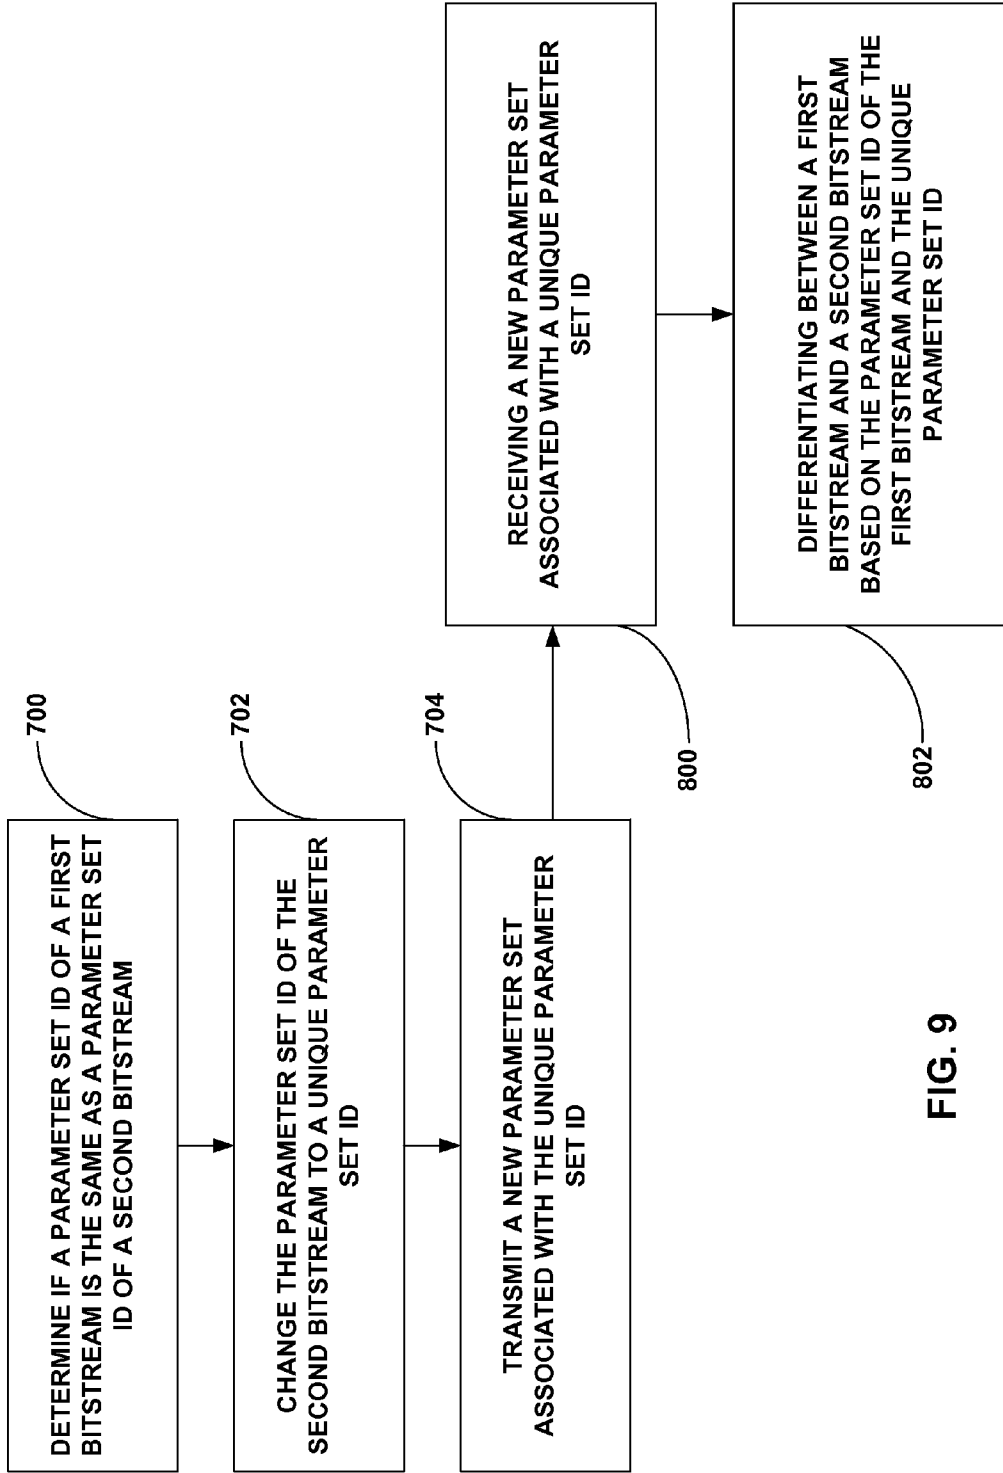 700
DETERMINE IF A PARAMETER SET ID OF A FIRST
BITSTREAM IS THE SAME AS A PARAMETER SET
ID OF A SECOND BITSTREAM
702
CHANGE THE PARAMETER SET ID OF THE
SECOND BITSTREAM TO A UNIQUE PARAMETER
SET ID
704
TRANSMIT A NEW PARAMETER SET
ASSOCIATED WITH THE UNIQUE PARAMETER
SET ID
RECEIVING A NEW PARAMETER SET
ASSOCIATED WITH A UNIQUE PARAMETER
SET ID
800
DIFFERENTIATING BETWEEN A FIRST
BITSTREAM AND A SECOND BITSTREAM
BASED ON THE PARAMETER SET ID OF THE
FIRST BITSTREAM AND THE UNIQUE
PARAMETER SET ID
802
FIG. 9